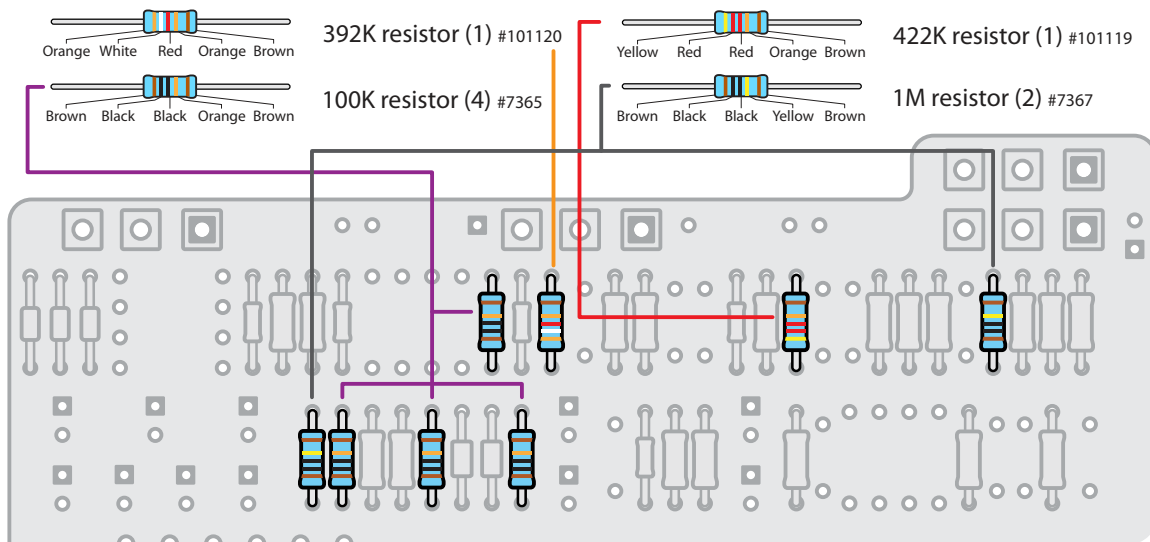 392K resistor (1) #101120
Orange White Red Orange Brown
100K resistor (4) #7365
Brown Black Black Orange Brown
422K resistor (1) #101119
Yellow Red Red Orange Brown
1M resistor (2) #7367
Brown Black Black Yellow Brown